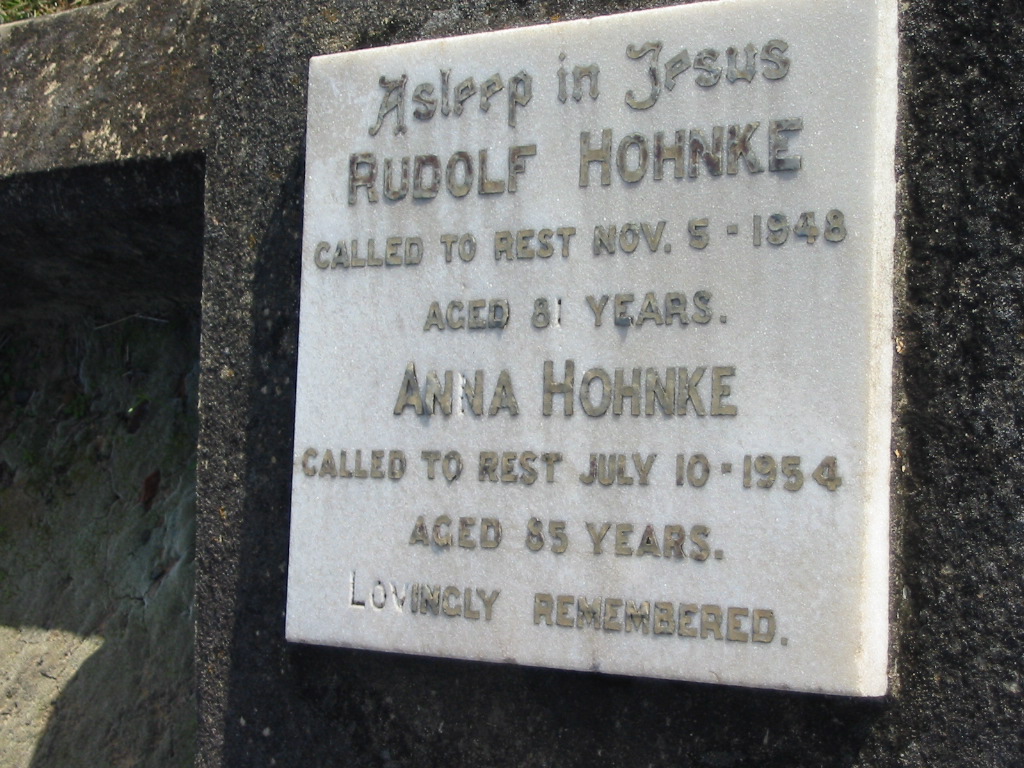 Asleep in Jesus
RUDOLF HOHNKE
CALLED TO REST NOV. 5 - 1948
AGED 81 YEARS.
ANNA HOHNKE
CALLED TO REST JULY 10 - 1954
AGED 85 YEARS.
LOVINGLY REMEMBERED.